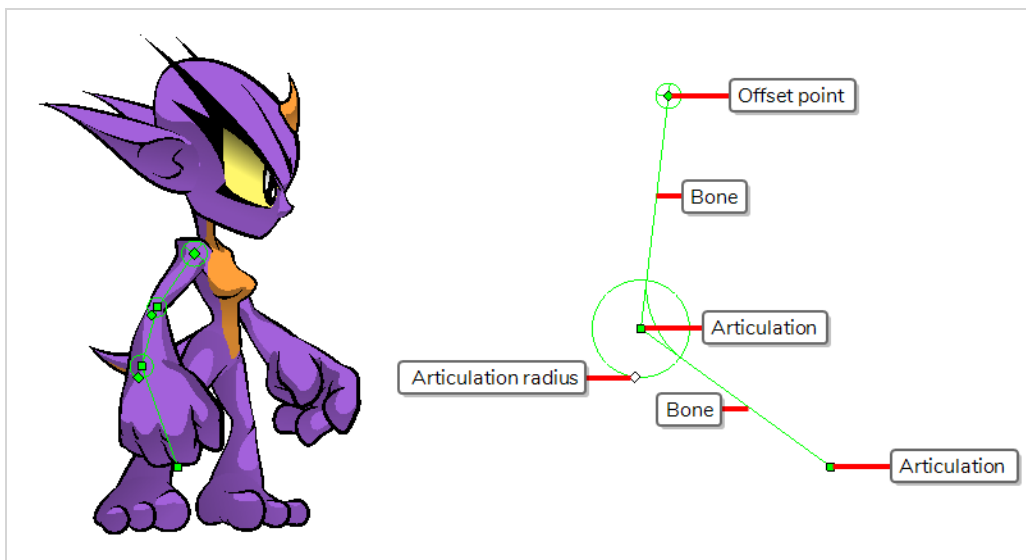 Offset point
Bone
Articulation
Articulation radius
Bone
Articulation